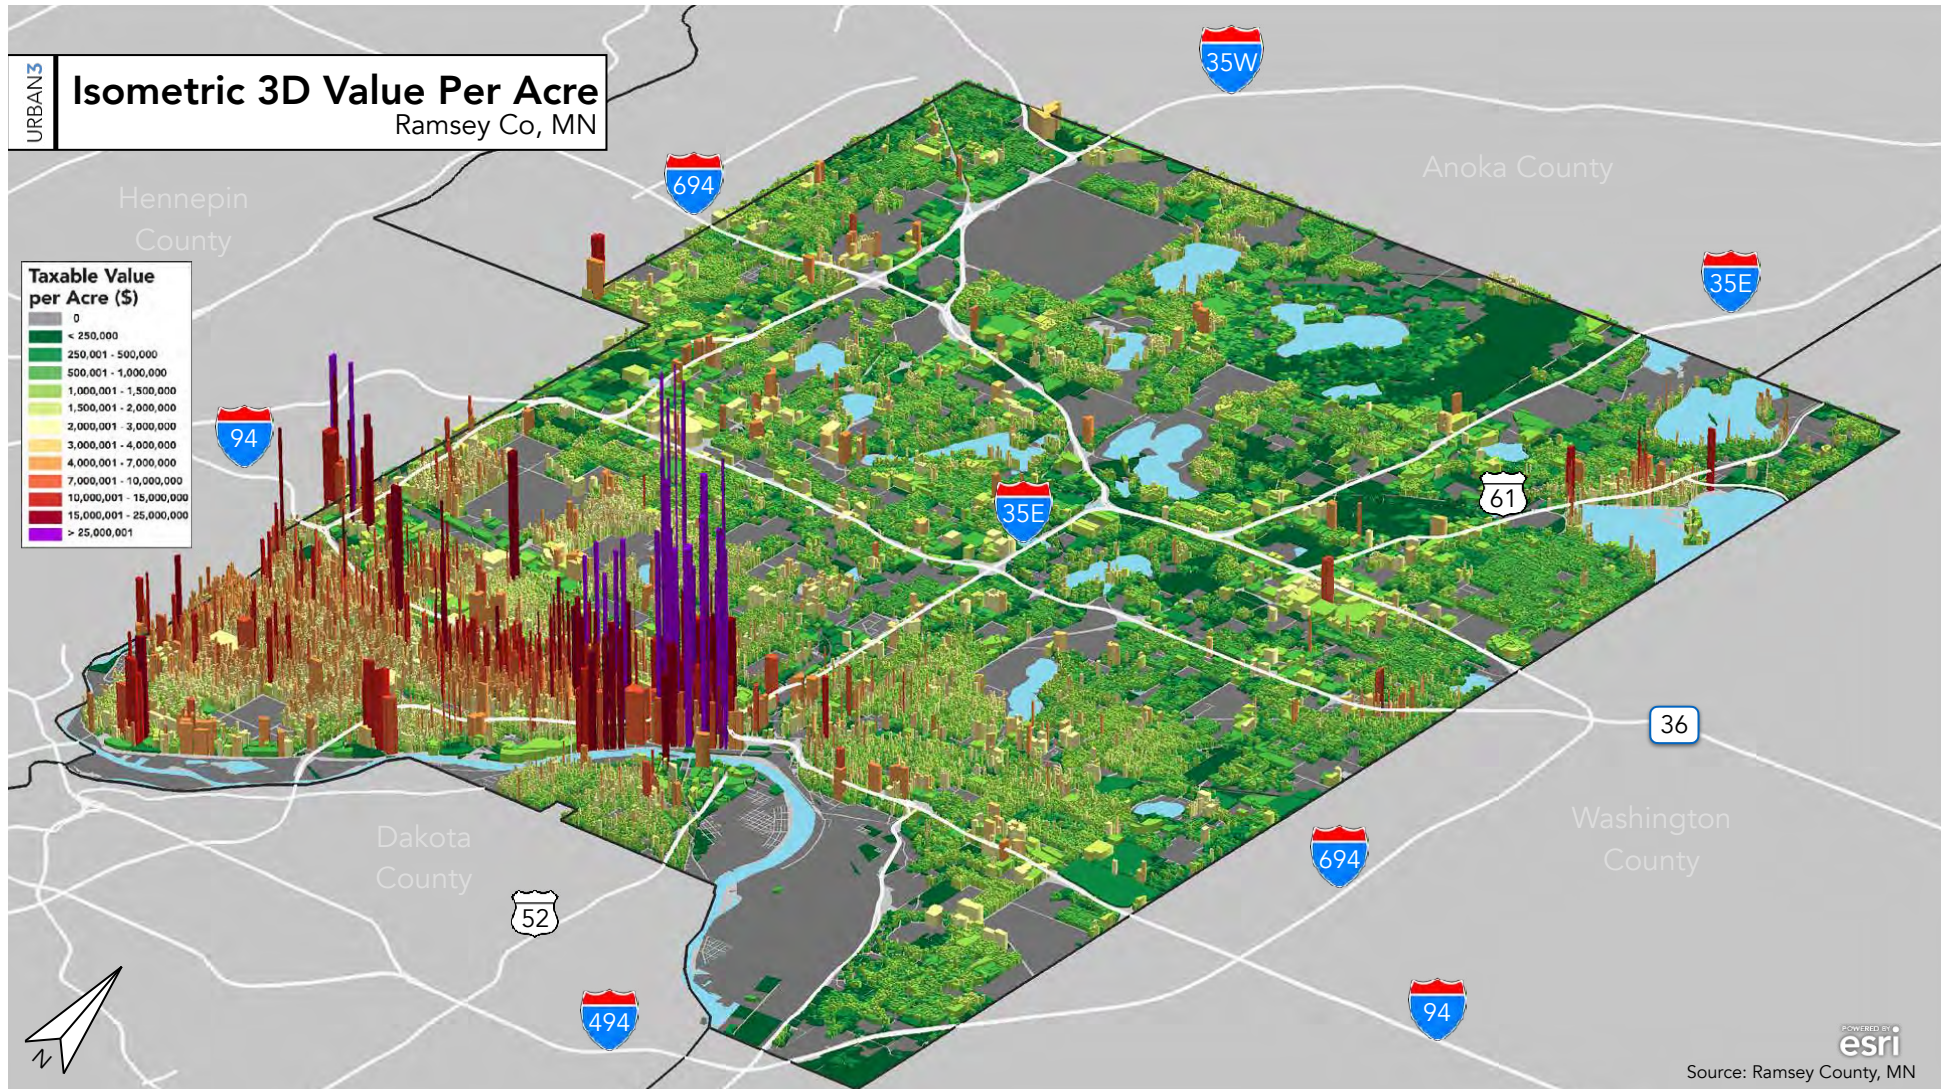 URBAN3
Isometric 3D Value Per Acre
Ramsey Co, MN
35W
694
Anoka County
Hennepin
County
Taxable Value
per Acre ($)
0
< 250,000
250,001 - 500,000
500,001 - 1,000,000
1,000,001 - 1,500,000
1,500,001 - 2,000,000
2,000,001 - 3,000,000
3,000,001 - 4,000,000
4,000,001 - 7,000,000
7,000,001 - 10,000,000
10,000,001 - 15,000,000
15,000,001 - 25,000,000
> 25,000,001
35E
94
61
35E
36
Dakota
County
Washington
County
694
52
494
94
N
POWERED BY
esri
Source: Ramsey County, MN